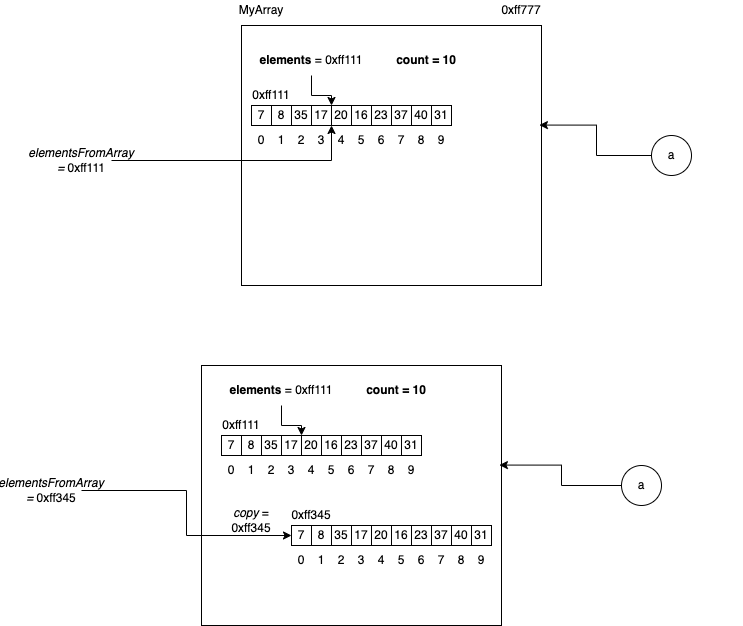 MyArray 0xff777
elements = 0xff111 count = 10
0xff111
7 8 35 17 20 16 23 37 40 31
0 1 2 3 4 5 6 7 8 9
elementsFromArray
= 0xff111
a
elements = 0xff111 count = 10
0xff111
7 8 35 17 20 16 23 37 40 31
0 1 2 3 4 5 6 7 8 9
elementsFromArray
= 0xff345
a
copy =
0xff345
0xff345
7 8 35 17 20 16 23 37 40 31
0 1 2 3 4 5 6 7 8 9